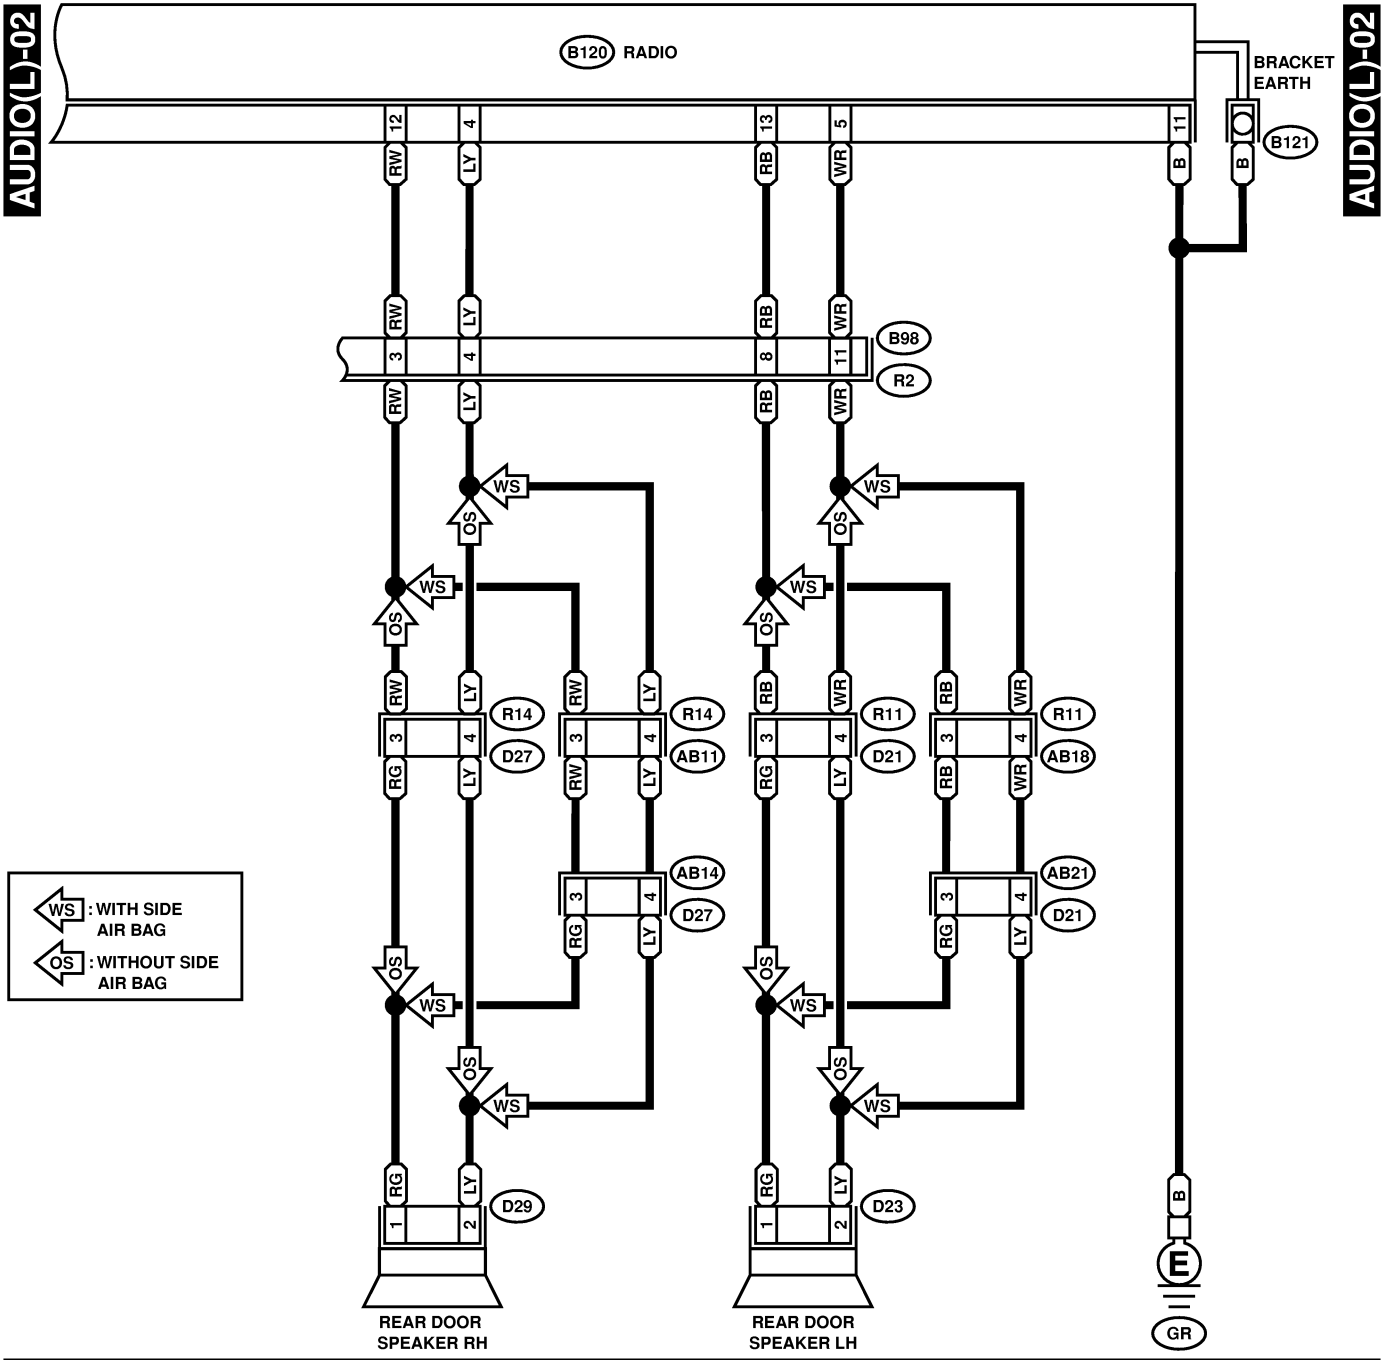 AUDIO(L)-02
AUDIO(L)-02
B120 RADIO
BRACKET
EARTH
B121
12 4 13 5 11
RW LY RB WR B B
RW LY RB WR
B98
3 4 8 11
R2
RW LY RB WR
WS WS
OS OS
WS WS
OS OS
RW LY RW LY RB WR RB WR
R14 R14 R11 R11
3 4 3 4 3 4 3 4
D27 AB11 D21 AB18
RG LY RW LY RG LY RB WR
AB14 AB21
3 4 3 4
D27 D21
RG LY RG LY
WS : WITH SIDE
AIR BAG
OS : WITHOUT SIDE
AIR BAG
OS OS
WS WS
OS OS
WS WS
RG LY RG LY B
D29 D23
1 2 1 2
E
REAR DOOR
SPEAKER RH
REAR DOOR
SPEAKER LH
GR